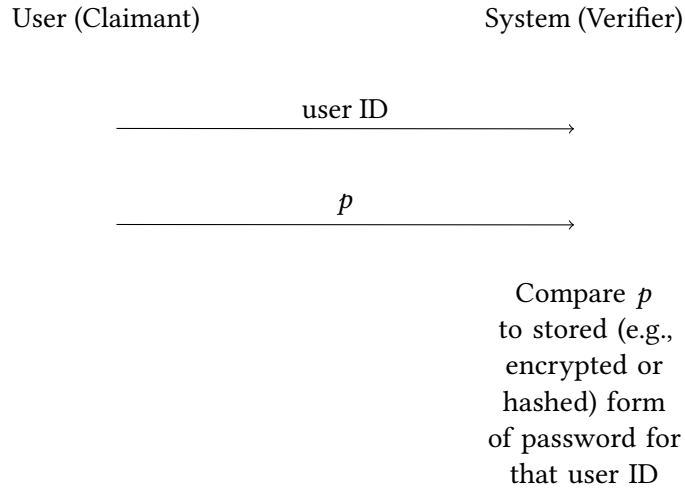 User (Claimant)
System (Verifier)
user ID
p
Compare p
to stored (e.g.,
encrypted or
hashed) form
of password for
that user ID